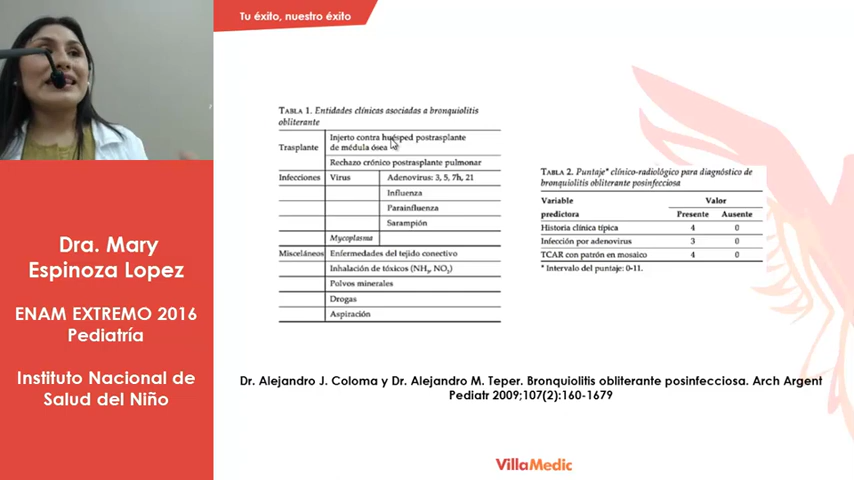 Tu éxito, nuestro éxito
TABLA 1. Entidades clínicas asociadas a bronquiolitis
obliterante
Trasplante
Injerto contra huésped postrasplante
de médula ósea
Rechazo crónico postrasplante pulmonar
Infecciones Virus Adenovirus: 3, 5, 7h, 21
Influenza
Parainfluenza
Sarampión
Mycoplasma
Misceláneos Enfermedades del tejido conectivo
Inhalación de tóxicos (NH3, NO2)
Polvos minerales
Drogas
Aspiración
TABLA 2. Puntaje* clínico-radiológico para diagnóstico de
bronquiolitis obliterante posinfecciosa
Variable Valor
predictora Presente Ausente
Historia clínica típica 4 0
Infección por adenovirus 3 0
TCAR con patrón en mosaico 4 0
* Intervalo del puntaje: 0-11.
Dra. Mary
Espinoza Lopez
ENAM EXTREMO 2016
Pediatría
Instituto Nacional de
Salud del Niño
Dr. Alejandro J. Coloma y Dr. Alejandro M. Teper. Bronquiolitis obliterante posinfecciosa. Arch Argent
Pediatr 2009;107(2):160-1679
VillaMedic